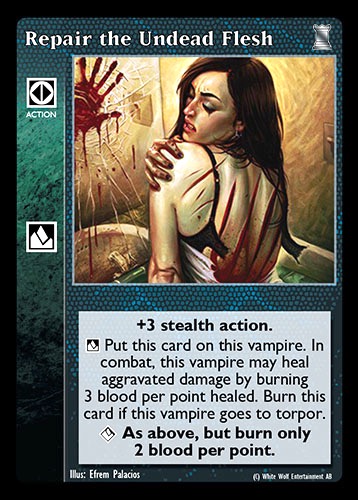 Repair the Undead Flesh
ACTION
+3 stealth action.
Put this card on this vampire. In
combat, this vampire may heal
aggravated damage by burning
3 blood per point healed. Burn this
card if this vampire goes to torpor.
As above, but burn only
2 blood per point.
Illus: Efrem Palacios
(C) White Wolf Entertainment AB